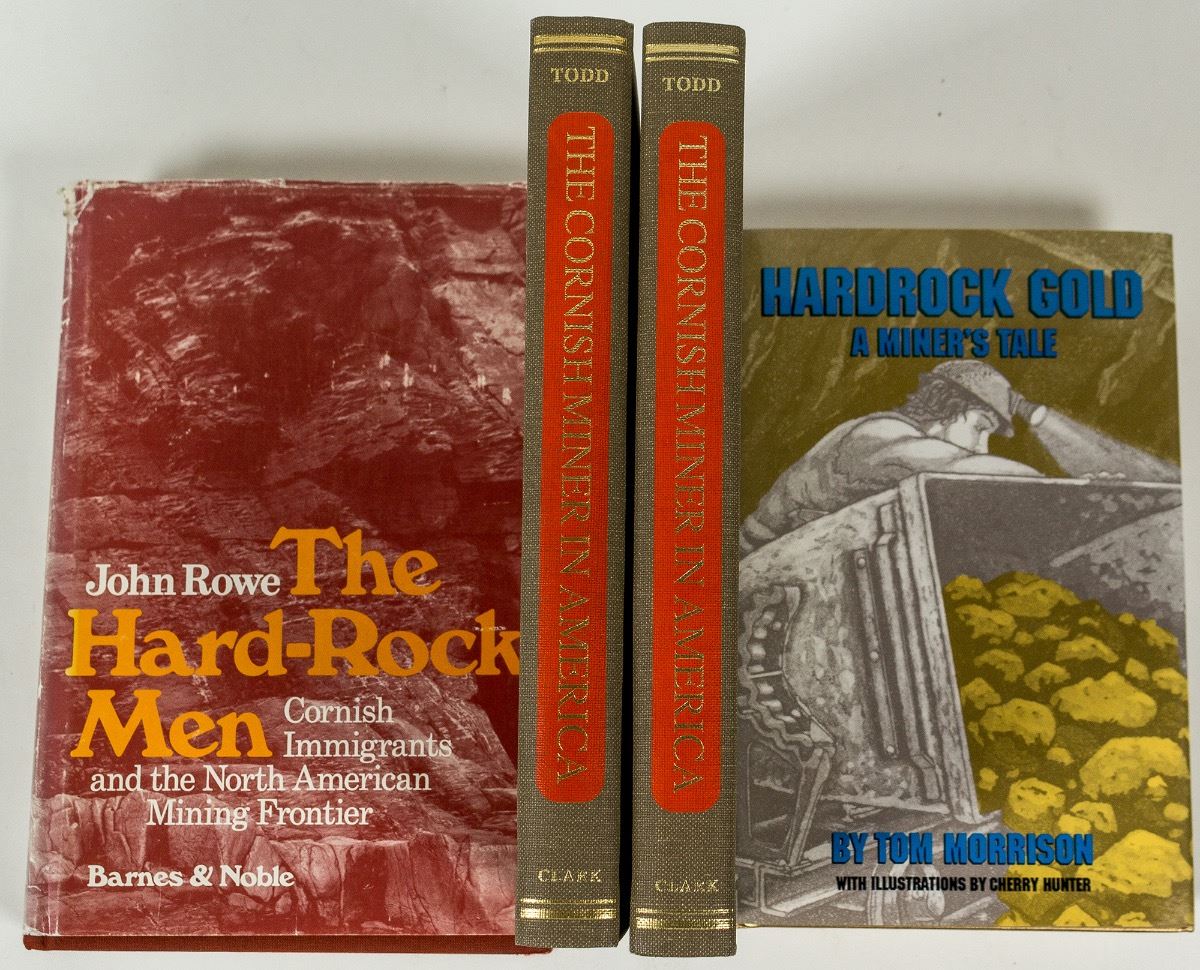 John Rowe The
Hard-Rock
Men Cornish
Immigrants
and the North American
Mining Frontier
Barnes & Noble
TODD
THE CORNISH MINER IN AMERICA
CLARK
TODD
THE CORNISH MINER IN AMERICA
CLARK
HARDROCK GOLD
A MINER'S TALE
BY TOM MORRISON
WITH ILLUSTRATIONS BY CHERRY HUNTER